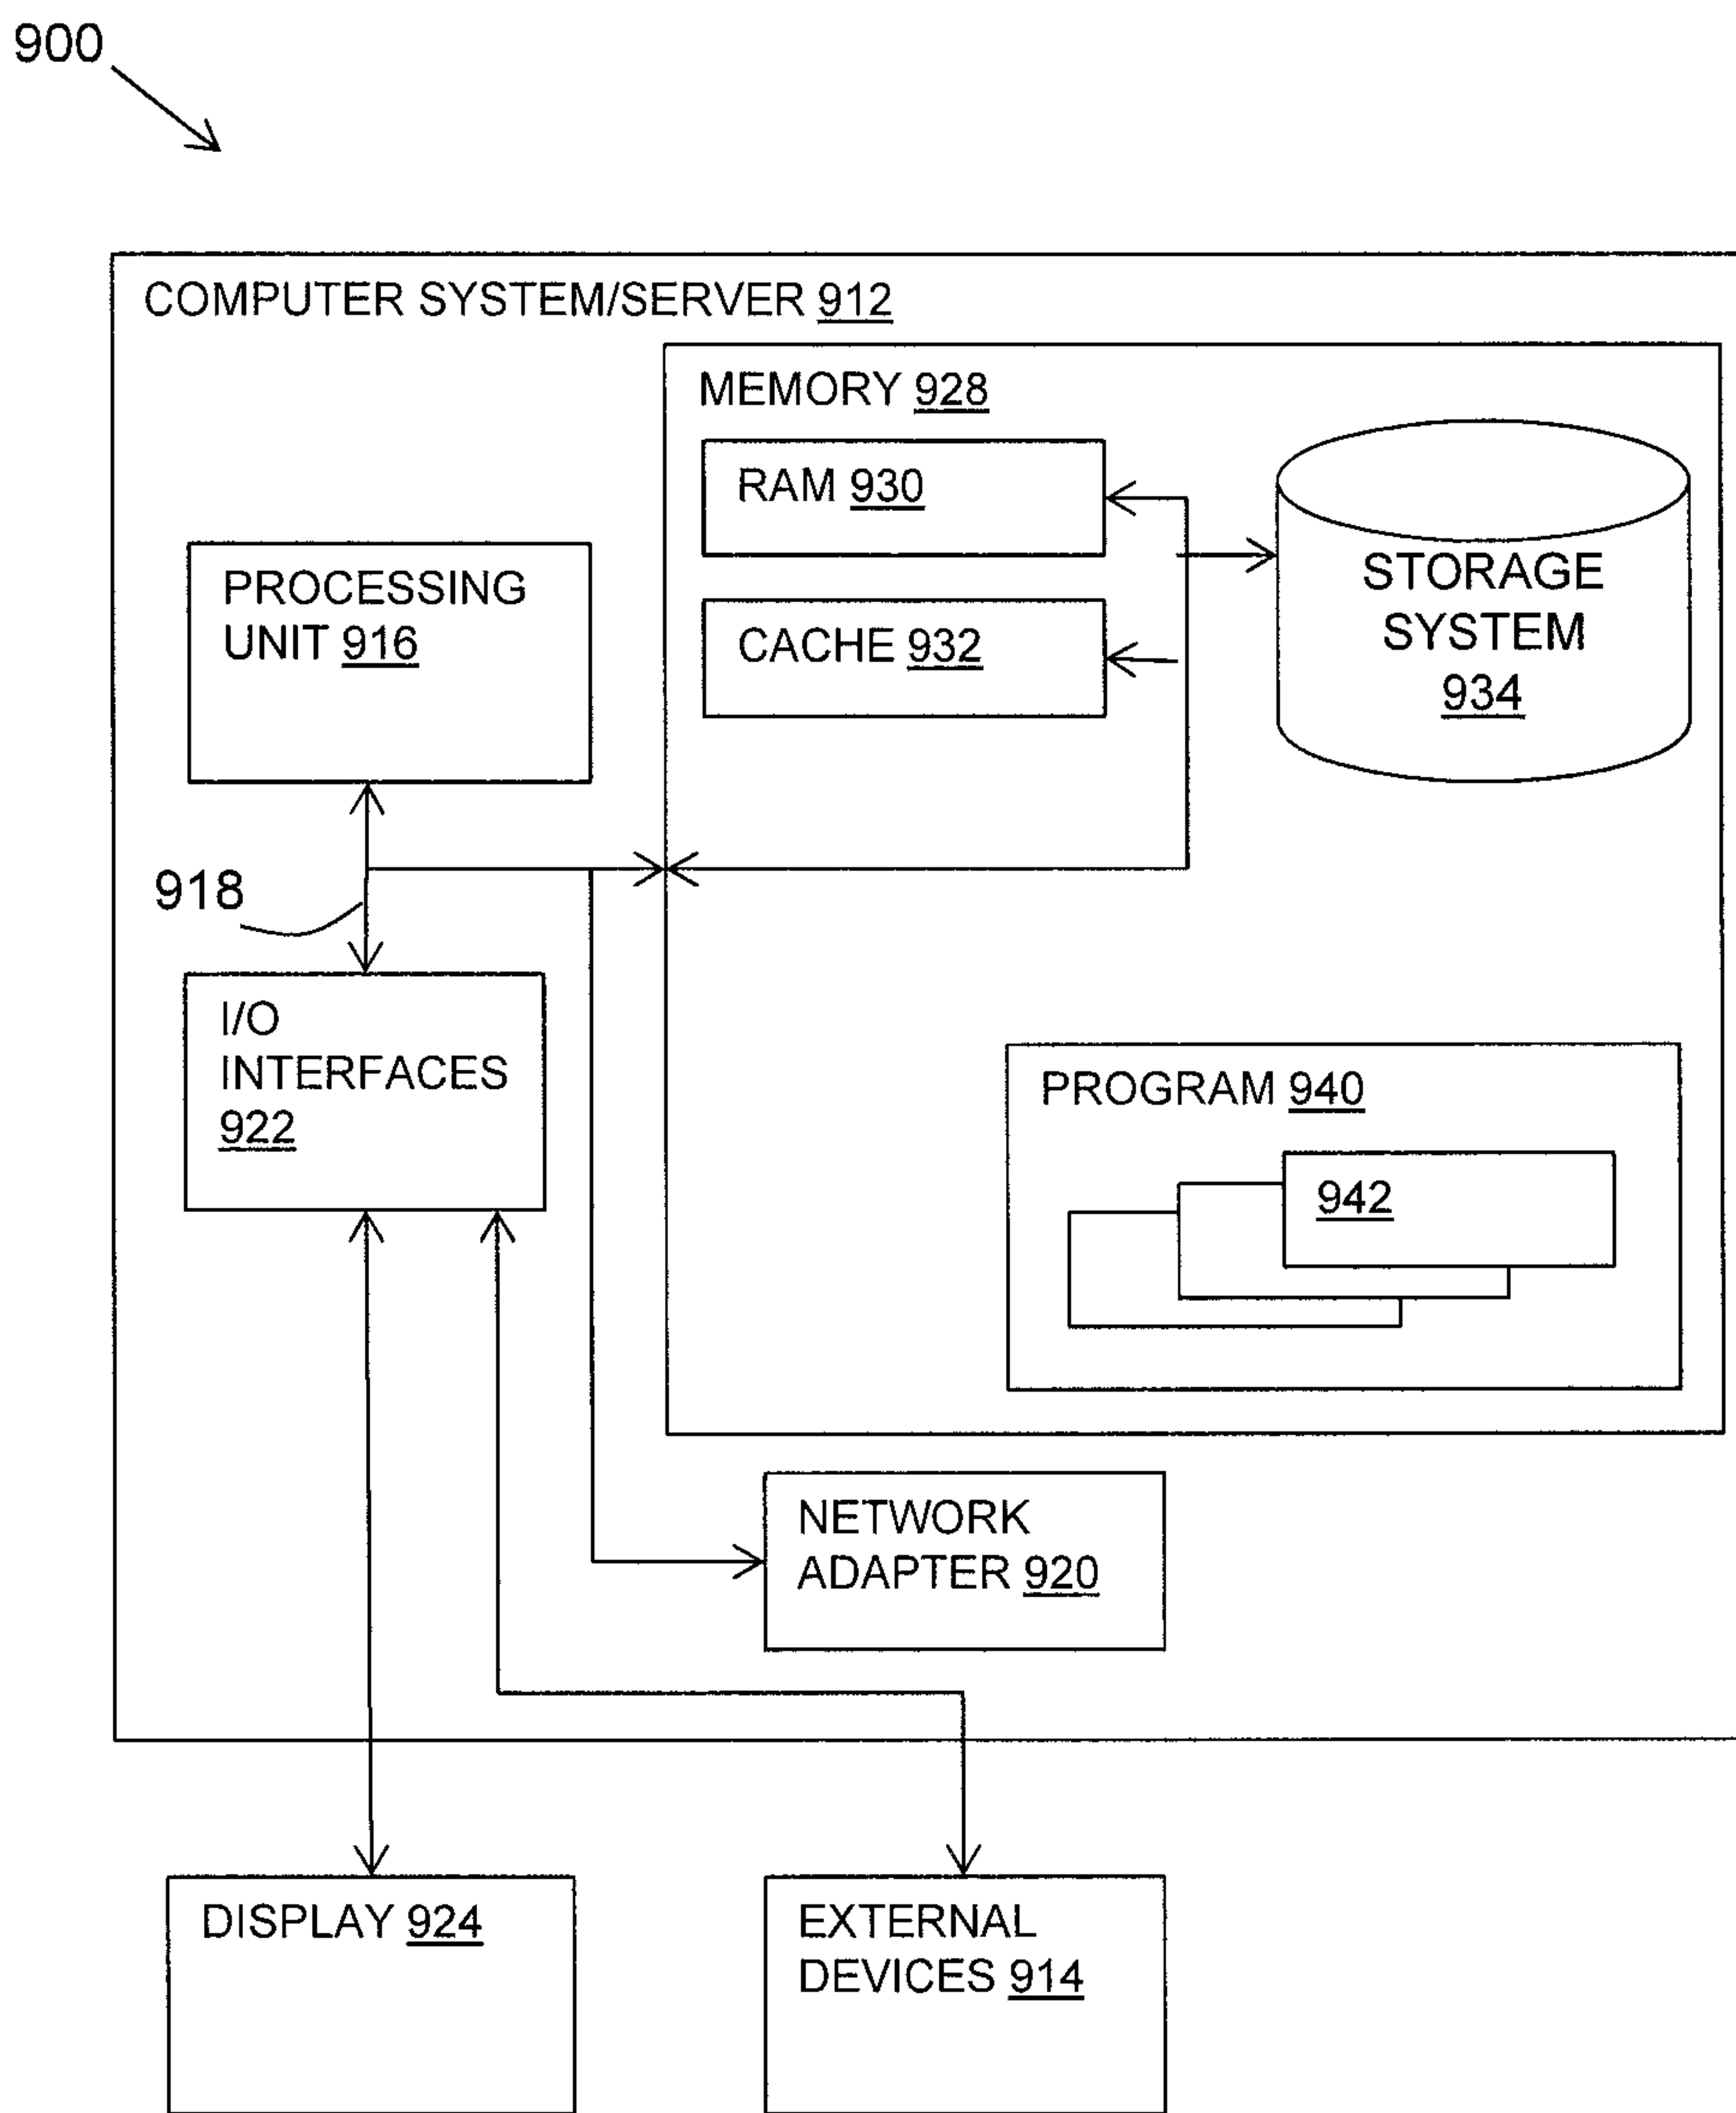 900
COMPUTER SYSTEM/SERVER 912
MEMORY 928
RAM 930
CACHE 932
STORAGE
SYSTEM
934
PROCESSING
UNIT 916
918
I/O
INTERFACES
922
PROGRAM 940
942
NETWORK
ADAPTER 920
DISPLAY 924
EXTERNAL
DEVICES 914